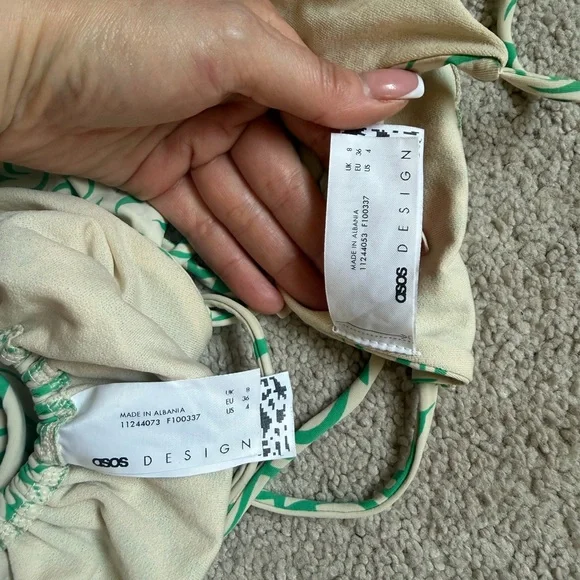 UK 8
EU 36
US 4
MADE IN ALBANIA
11244053 F100337
asos DESIGN
MADE IN ALBANIA
11244073 F100337
UK 8
EU 36
US 4
asos DESIGN